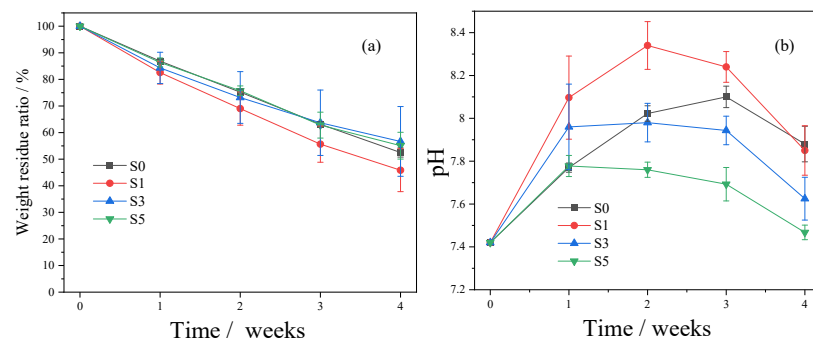 (a)
Weight residue ratio / %
100
90
80
70
60
50
40
30
20
10
0
S0
S1
S3
S5
0 1 2 3 4
Time / weeks
(b)
pH
8.4
8.2
8.0
7.8
7.6
7.4
7.2
S0
S1
S3
S5
0 1 2 3 4
Time / weeks